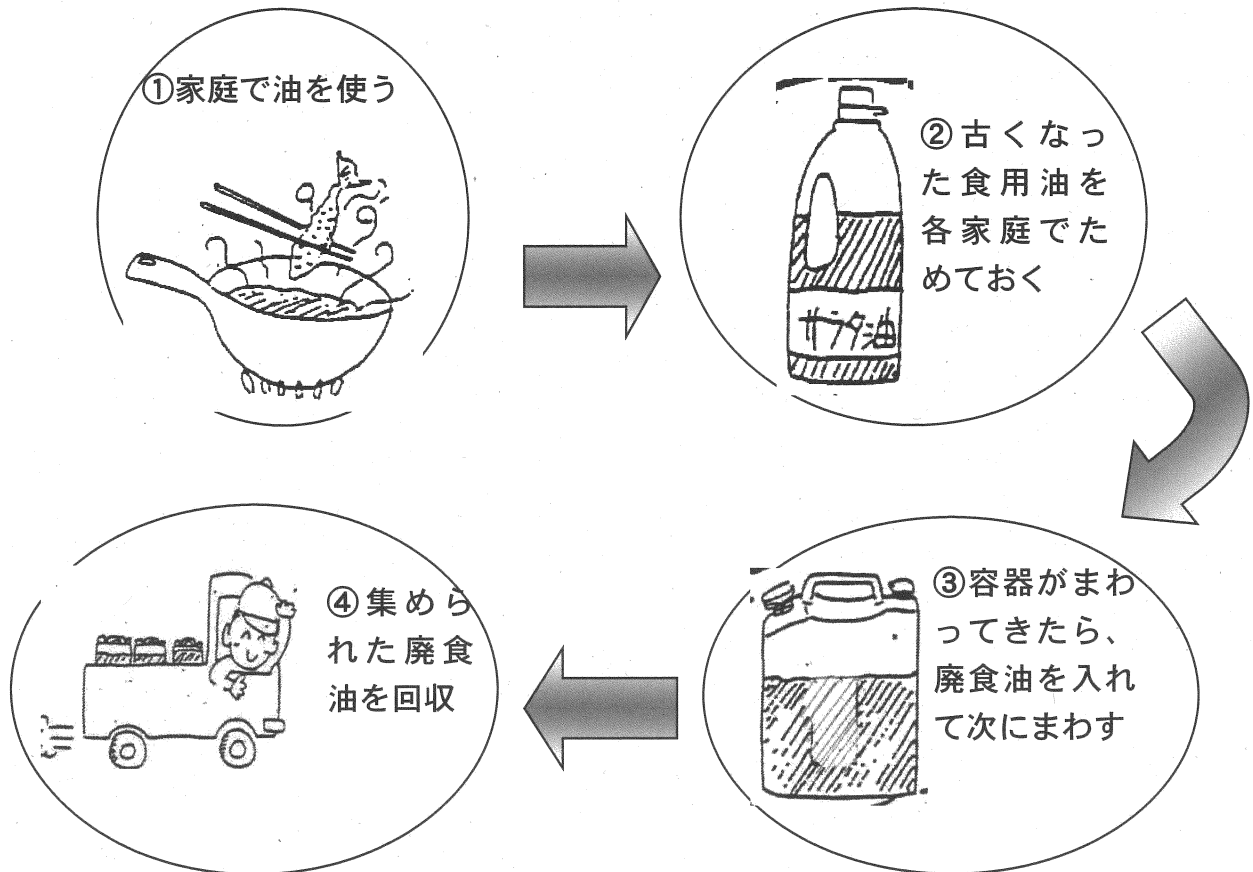 ①家庭で油を使う
②古くなっ
た食用油を
各家庭でた
めておく
サラダ油
③容器がまわ
ってきたら、
廃食油を入れ
て次にまわす
④集めら
れた廃食
油を回収